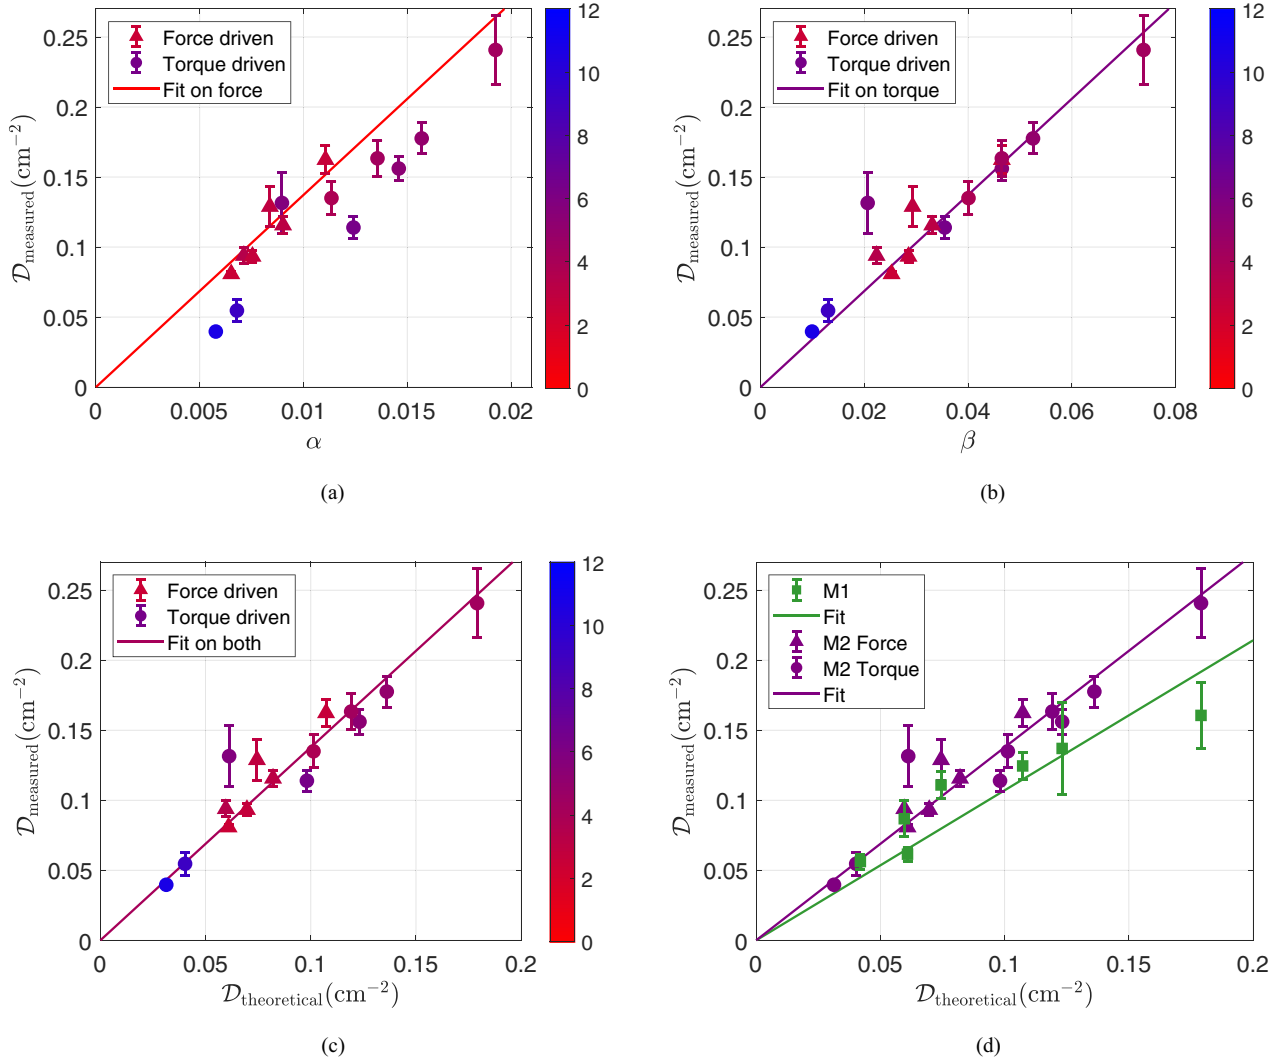 0.25
0.2
0.15
0.1
0.05
0
0
0.005
0.01
0.015
0.02
𝒟measured(cm⁻²)
α
Force driven
Torque driven
Fit on force
12
10
8
6
4
2
0
(a)
0.25
0.2
0.15
0.1
0.05
0
0
0.02
0.04
0.06
0.08
𝒟measured(cm⁻²)
β
Force driven
Torque driven
Fit on torque
12
10
8
6
4
2
0
(b)
0.25
0.2
0.15
0.1
0.05
0
0
0.05
0.1
0.15
0.2
𝒟measured(cm⁻²)
𝒟theoretical(cm⁻²)
Force driven
Torque driven
Fit on both
12
10
8
6
4
2
0
(c)
0.25
0.2
0.15
0.1
0.05
0
0
0.05
0.1
0.15
0.2
𝒟measured(cm⁻²)
𝒟theoretical(cm⁻²)
M1
Fit
M2 Force
M2 Torque
Fit
(d)